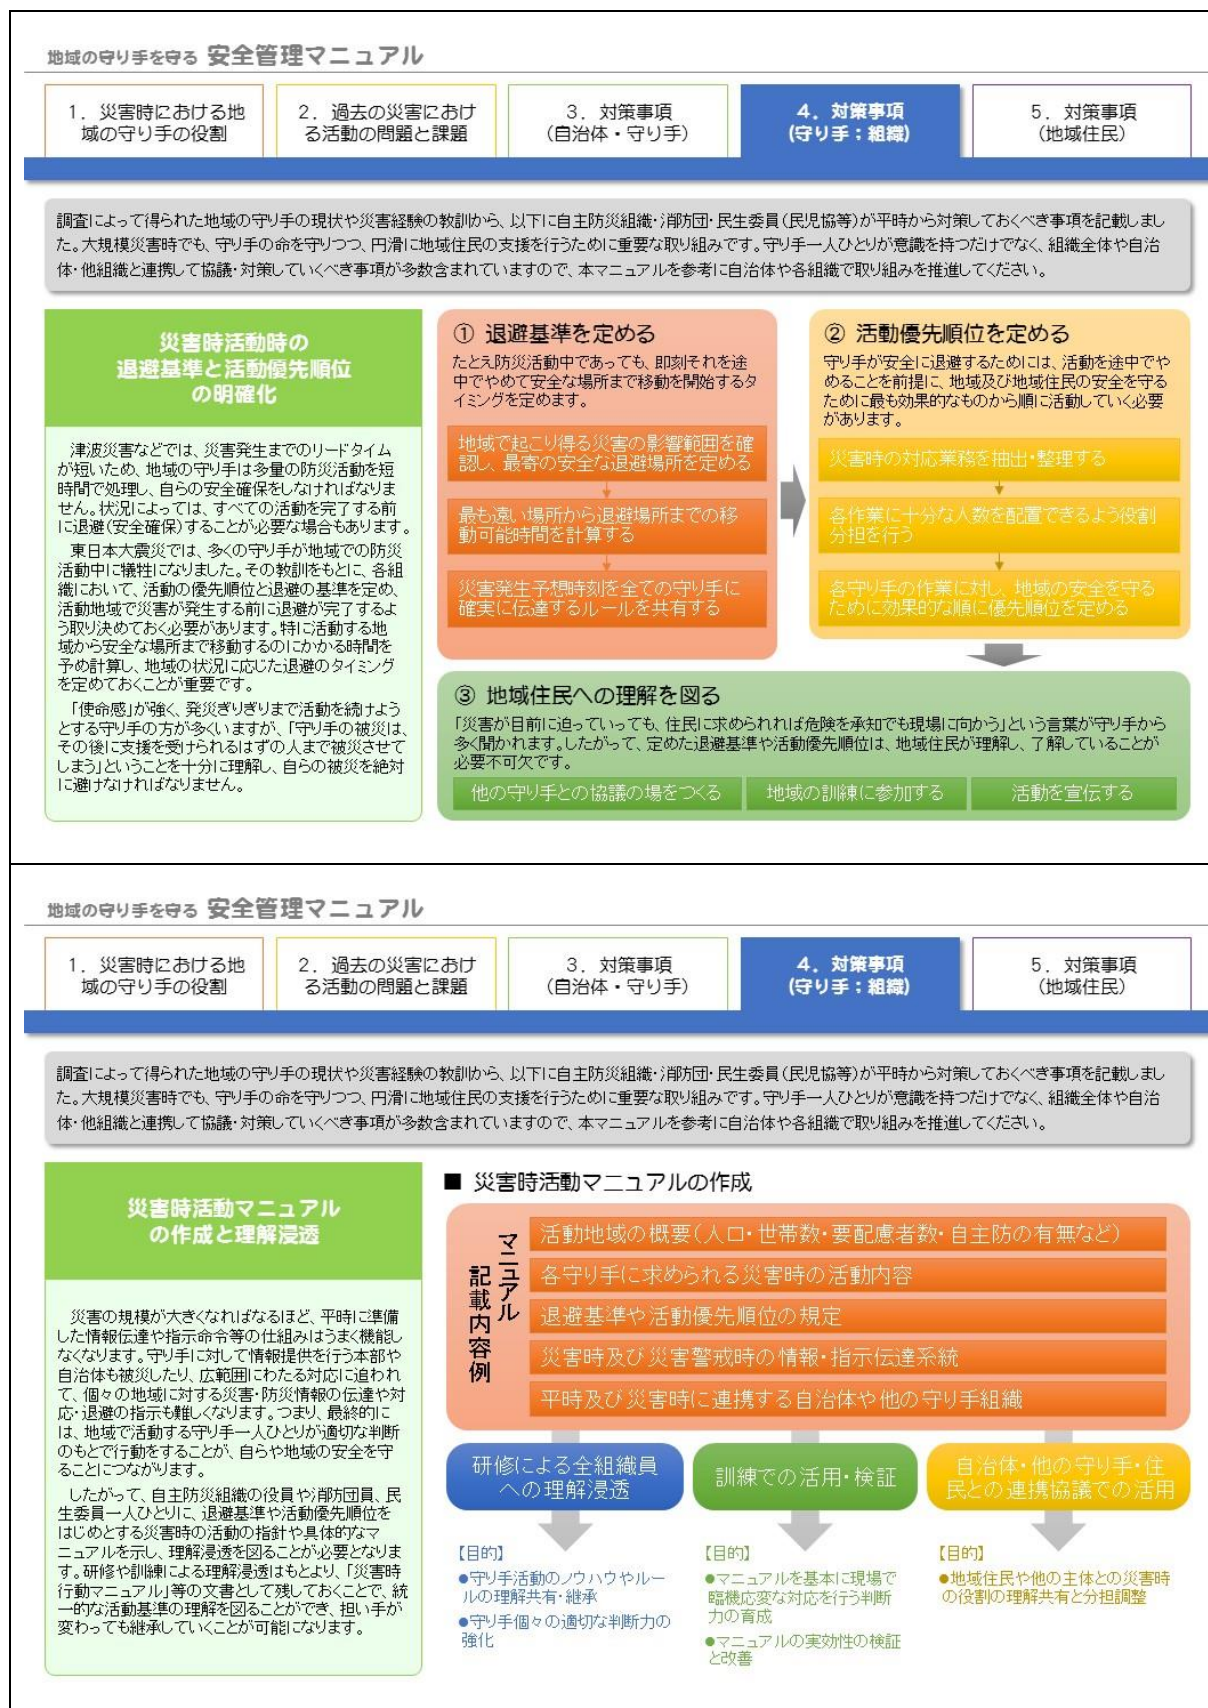 地域の守り手を守る 安全管理マニュアル
1．災害時における地
域の守り手の役割
2．過去の災害におけ
る活動の問題と課題
3．対策事項
（自治体・守り手）
4．対策事項
(守り手；組織)
5．対策事項
（地域住民）
調査によって得られた地域の守り手の現状や災害経験の教訓から、以下に自主防災組織・消防団・民生委員（民児協等）が平時から対策しておくべき事項を記載しまし
た。大規模災害時でも、守り手の命を守りつつ、円滑に地域住民の支援を行うために重要な取り組みです。守り手一人ひとりが意識を持つだけでなく、組織全体や自治
体・他組織と連携して協議・対策していくべき事項が多数含まれていますので、本マニュアルを参考に自治体や各組織で取り組みを推進してください。
災害時活動時の
退避基準と活動優先順位
の明確化
津波災害などでは、災害発生までのリードタイム
が短いため、地域の守り手は多量の防災活動を短
時間で処理し、自らの安全確保をしなければなりま
せん。状況によっては、すべての活動を完了する前
に退避（安全確保）することが必要な場合もあります。
東日本大震災では、多くの守り手が地域での防災
活動中に犠牲になりました。その教訓をもとに、各組
織において、活動の優先順位と退避の基準を定め、
活動地域で災害が発生する前に退避が完了するよ
う取り決めておく必要があります。特に活動する地
域から安全な場所まで移動するのにかかる時間を
予め計算し、地域の状況に応じた退避のタイミング
を定めておくことが重要です。
「使命感」が強く、発災ぎりぎりまで活動を続けよう
とする守り手の方が多くいますが、「守り手の被災は、
その後に支援を受けられるはずの人まで被災させて
しまう」ということを十分に理解し、自らの被災を絶対
に避けなければなりません。
① 退避基準を定める
たとえ防災活動中であっても、即刻それを途
中でやめて安全な場所まで移動を開始するタ
イミングを定めます。
地域で起こり得る災害の影響範囲を確
認し、最寄の安全な退避場所を定める
最も遠い場所から退避場所までの移
動可能時間を計算する
災害発生予想時刻を全ての守り手に
確実に伝達するルールを共有する
② 活動優先順位を定める
守り手が安全に退避するためには、活動を途中でや
めることを前提に、地域及び地域住民の安全を守る
ために最も効果的なものから順に活動していく必要
があります。
災害時の対応業務を抽出・整理する
各作業に十分な人数を配置できるよう役割
分担を行う
各守り手の作業に対し、地域の安全を守る
ために効果的な順に優先順位を定める
③ 地域住民への理解を図る
「災害が目前に迫っていっても、住民に求められれば危険を承知でも現場に向かう」という言葉が守り手から
多く聞かれます。したがって、定めた退避基準や活動優先順位は、地域住民が理解し、了解していることが
必要不可欠です。
他の守り手との協議の場をつくる
地域の訓練に参加する
活動を宣伝する
地域の守り手を守る 安全管理マニュアル
1．災害時における地
域の守り手の役割
2．過去の災害におけ
る活動の問題と課題
3．対策事項
（自治体・守り手）
4．対策事項
(守り手；組織)
5．対策事項
（地域住民）
調査によって得られた地域の守り手の現状や災害経験の教訓から、以下に自主防災組織・消防団・民生委員（民児協等）が平時から対策しておくべき事項を記載しまし
た。大規模災害時でも、守り手の命を守りつつ、円滑に地域住民の支援を行うために重要な取り組みです。守り手一人ひとりが意識を持つだけでなく、組織全体や自治
体・他組織と連携して協議・対策していくべき事項が多数含まれていますので、本マニュアルを参考に自治体や各組織で取り組みを推進してください。
災害時活動マニュアル
の作成と理解浸透
災害の規模が大きくなればなるほど、平時に準備
した情報伝達や指示命令等の仕組みはうまく機能し
なくなります。守り手に対して情報提供を行う本部や
自治体も被災したり、広範囲にわたる対応に追われ
て、個々の地域に対する災害・防災情報の伝達や対
応・退避の指示も難しくなります。つまり、最終的に
は、地域で活動する守り手一人ひとりが適切な判断
のもとで行動をすることが、自らや地域の安全を守
ることにつながります。
したがって、自主防災組織の役員や消防団員、民
生委員一人ひとりに、退避基準や活動優先順位を
はじめとする災害時の活動の指針や具体的なマ
ニュアルを示し、理解浸透を図ることが必要となりま
す。研修や訓練による理解浸透はもとより、「災害時
行動マニュアル」等の文書として残しておくことで、統
一的な活動基準の理解を図ることができ、担い手が
変わっても継承していくことが可能になります。
■ 災害時活動マニュアルの作成
マニュアル
記載内容例
活動地域の概要（人口・世帯数・要配慮者数・自主防の有無など）
各守り手に求められる災害時の活動内容
退避基準や活動優先順位の規定
災害時及び災害警戒時の情報・指示伝達系統
平時及び災害時に連携する自治体や他の守り手組織
研修による全組織員
への理解浸透
訓練での活用・検証
自治体・他の守り手・住
民との連携協議での活用
【目的】
●守り手活動のノウハウやルー
ルの理解共有・継承
●守り手個々の適切な判断力の
強化
【目的】
●マニュアルを基本に現場で
臨機応変な対応を行う判断
力の育成
●マニュアルの実効性の検証
と改善
【目的】
●地域住民や他の主体との災害時
の役割の理解共有と分担調整